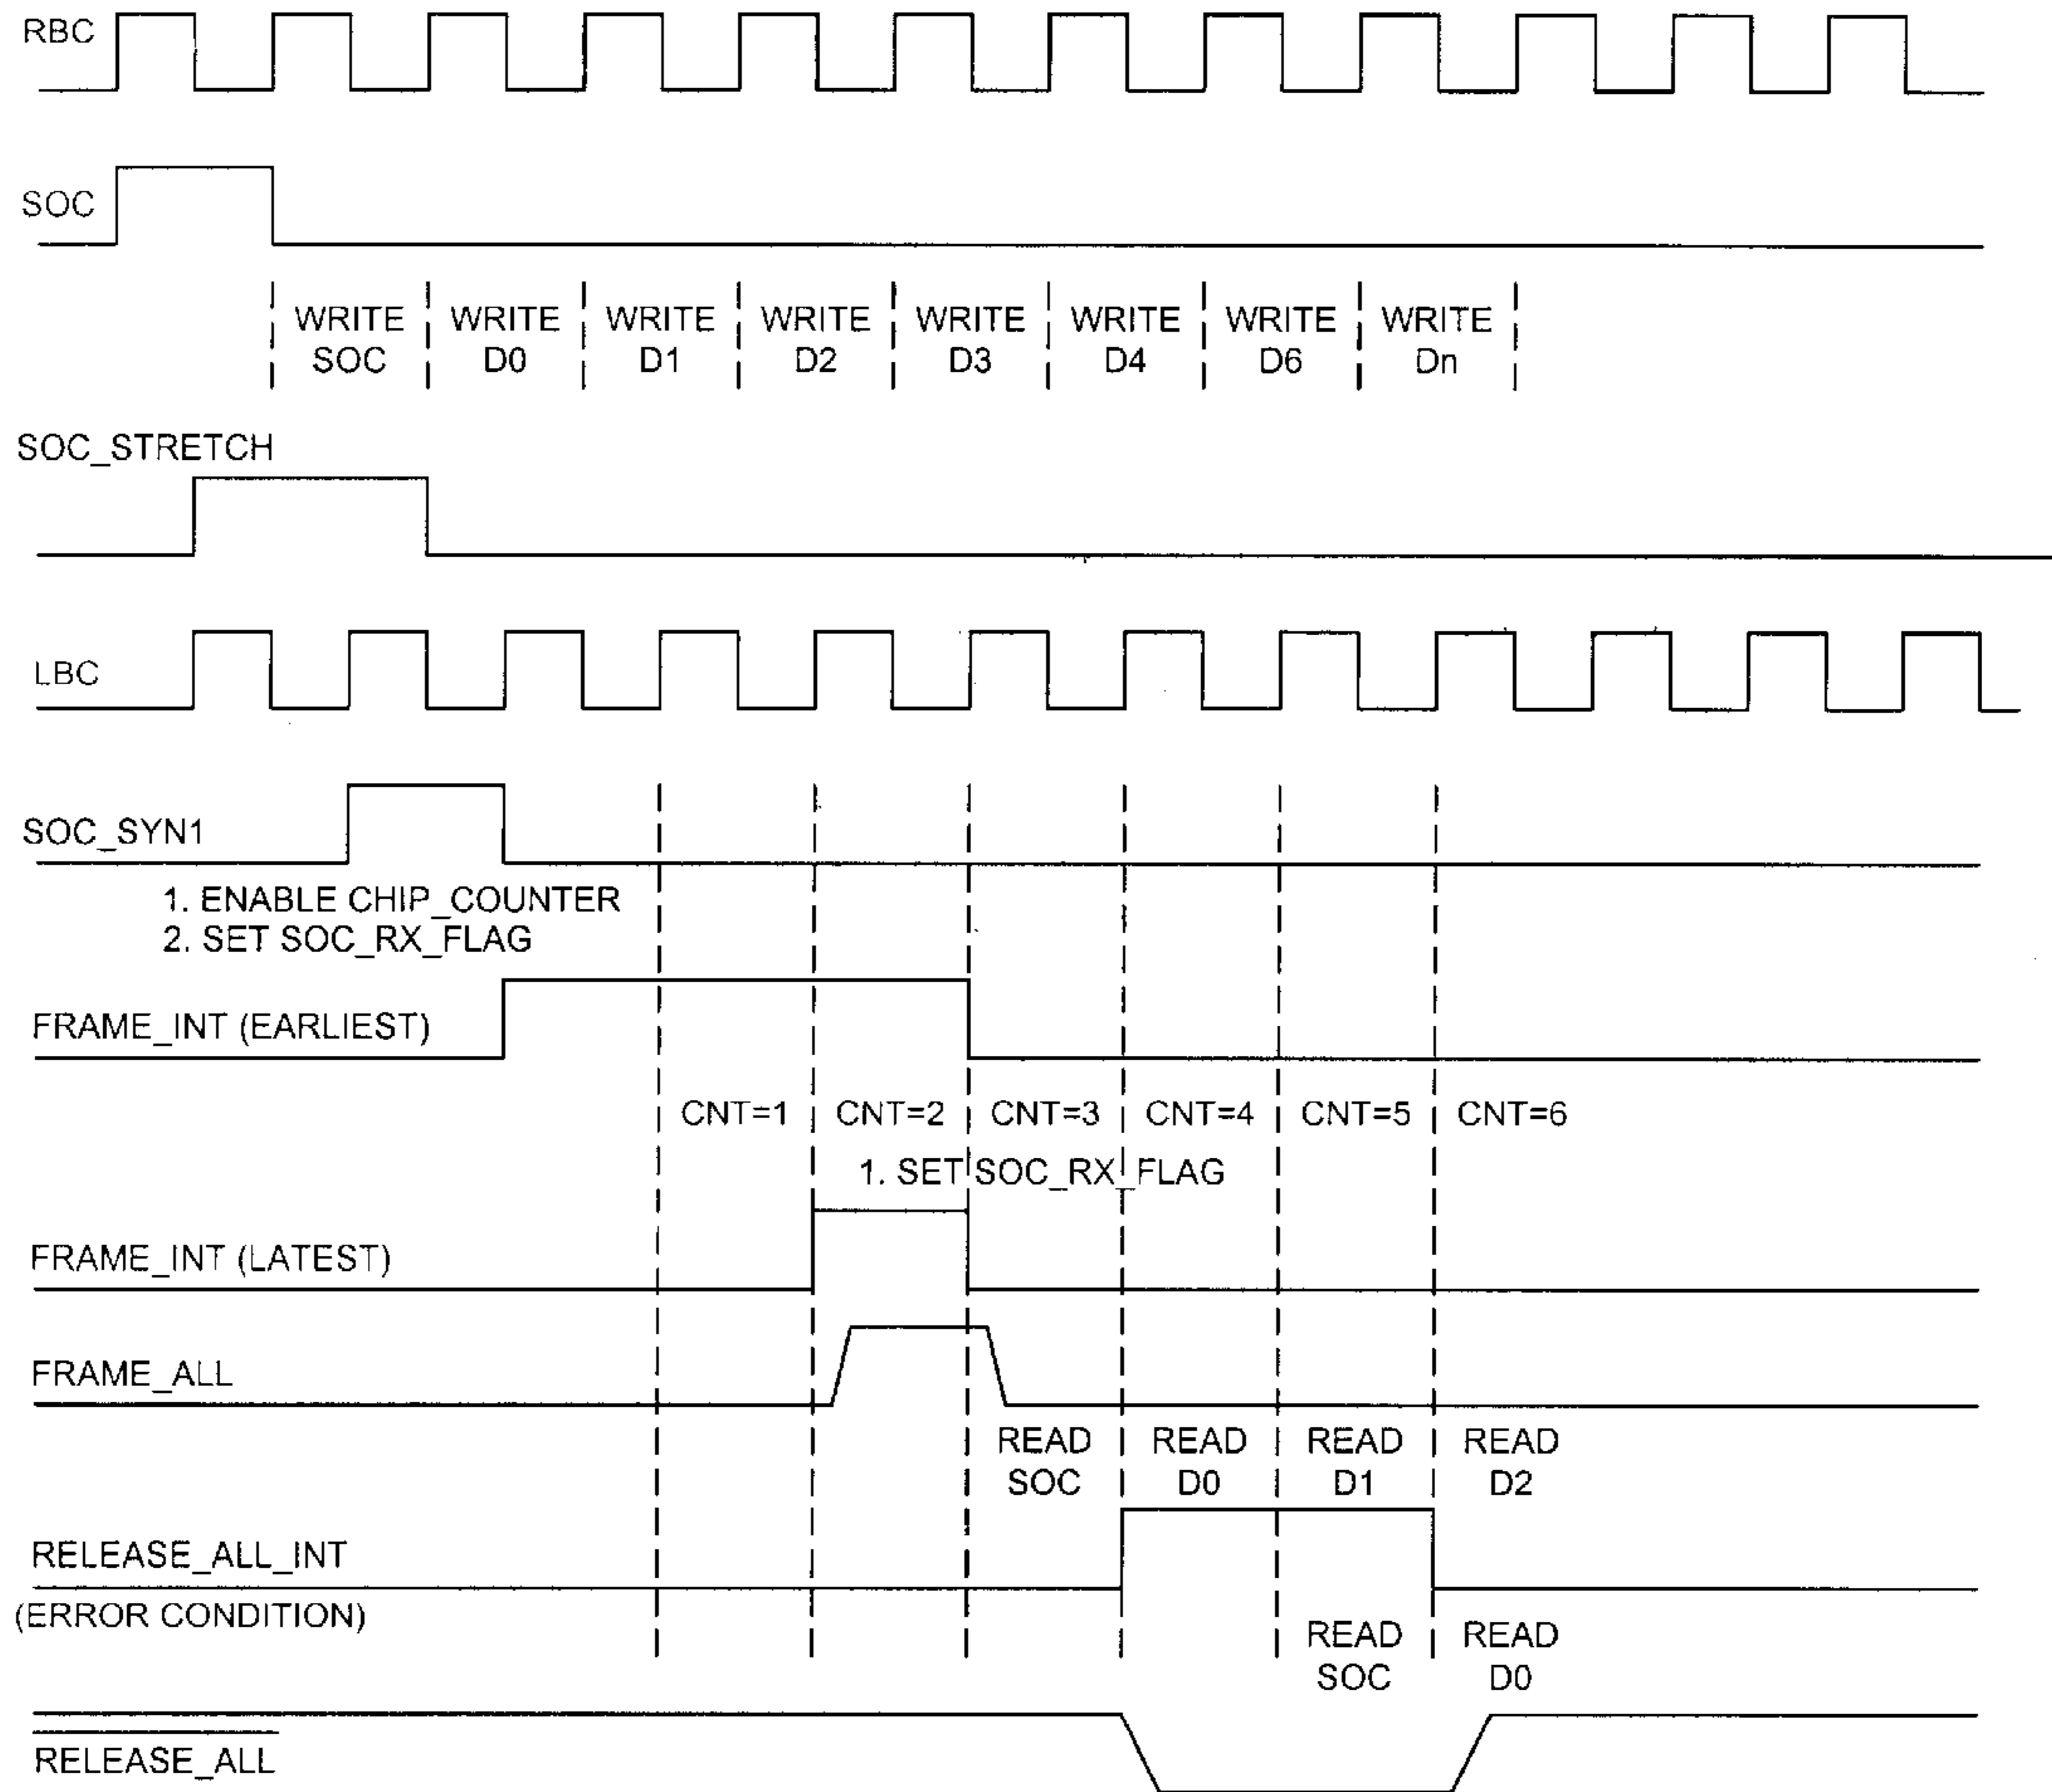 RBC
SOC
WRITE SOC
WRITE D0
WRITE D1
WRITE D2
WRITE D3
WRITE D4
WRITE D6
WRITE Dn
SOC_STRETCH
LBC
SOC_SYN1
1. ENABLE CHIP_COUNTER
2. SET SOC_RX_FLAG
FRAME_INT (EARLIEST)
CNT=1 CNT=2 CNT=3 CNT=4 CNT=5 CNT=6
1. SET SOC_RX_FLAG
FRAME_INT (LATEST)
FRAME_ALL
READ SOC
READ D0
READ D1
READ D2
RELEASE_ALL_INT
(ERROR CONDITION)
READ SOC
READ D0
RELEASE_ALL